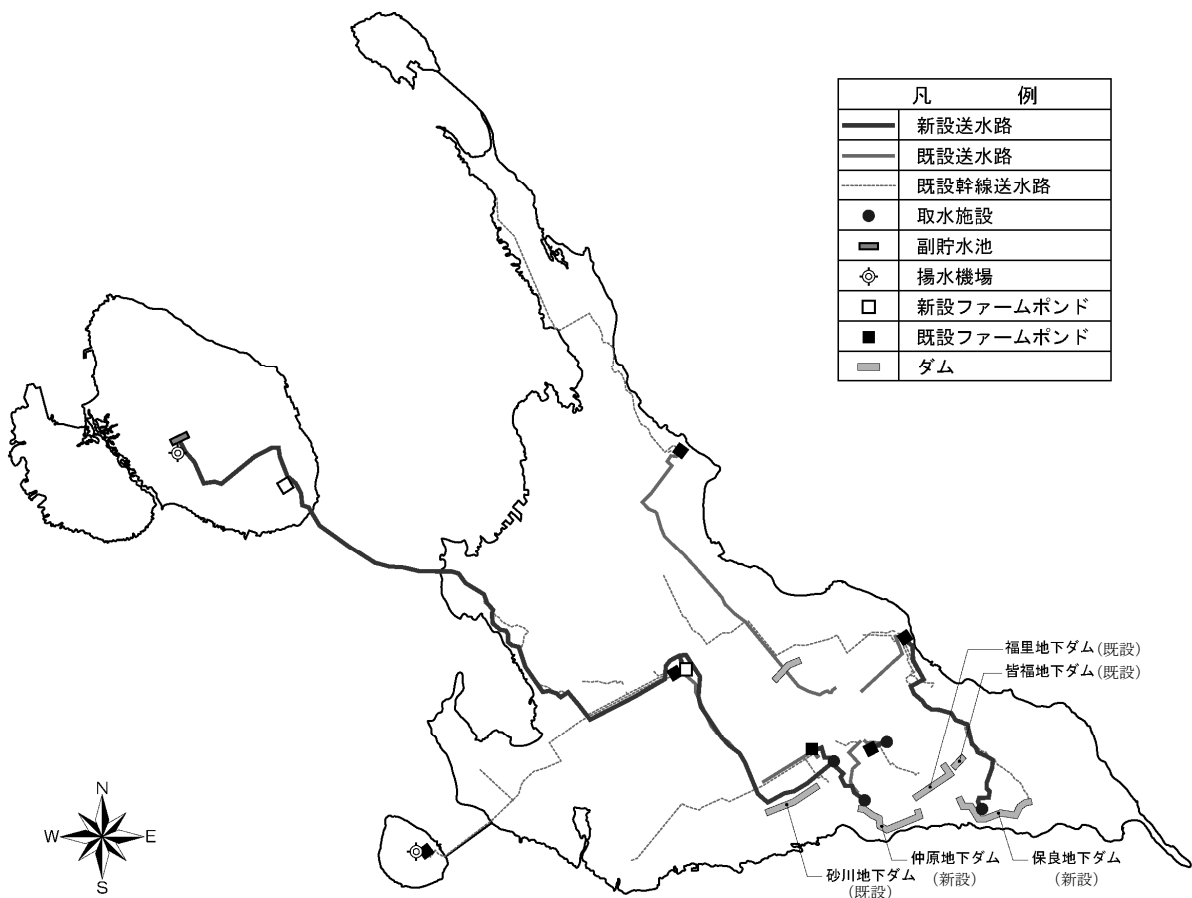 凡 例
新設送水路
既設送水路
既設幹線送水路
取水施設
副貯水池
揚水機場
新設ファームポンド
既設ファームポンド
ダム
福里地下ダム(既設)
皆福地下ダム(既設)
N
W E
S
砂川地下ダム
(既設)
仲原地下ダム
(新設)
保良地下ダム
(新設)